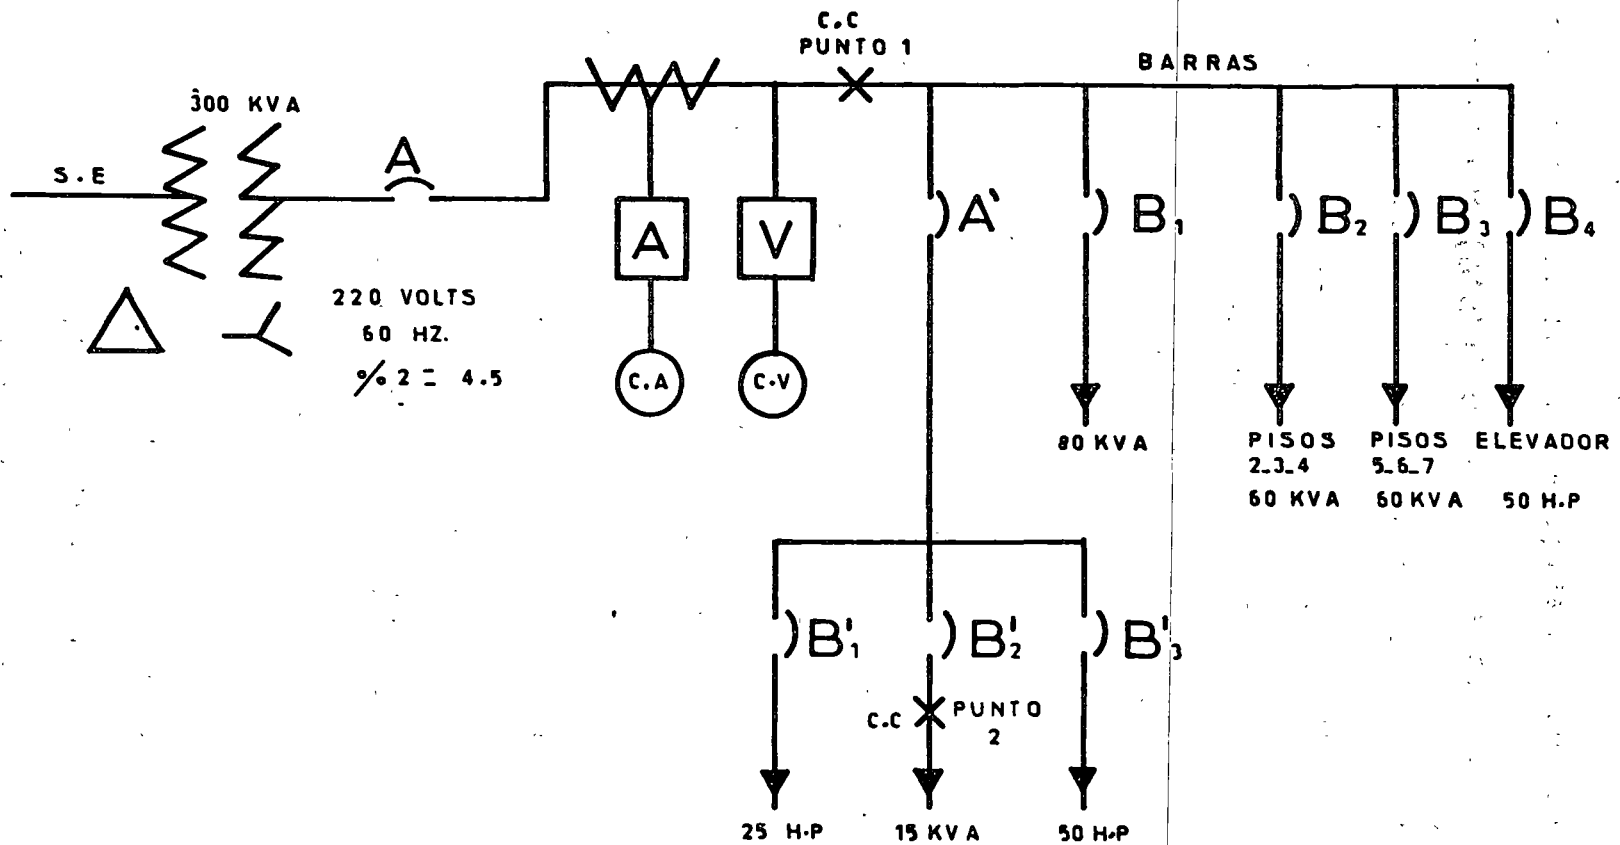 C.C
PUNTO 1
BARRAS
300 KVA
S.E
A
A
V
A'
B1
B2
B3
B4
220 VOLTS
60 HZ.
% 2 = 4.5
C.A
C.V
80 KVA
PISOS
2-3-4
60 KVA
PISOS
5-6-7
60 KVA
ELEVADOR
50 H.P
B'1
B'2
B'3
C.C
PUNTO
2
25 H.P
15 KVA
50 H.P